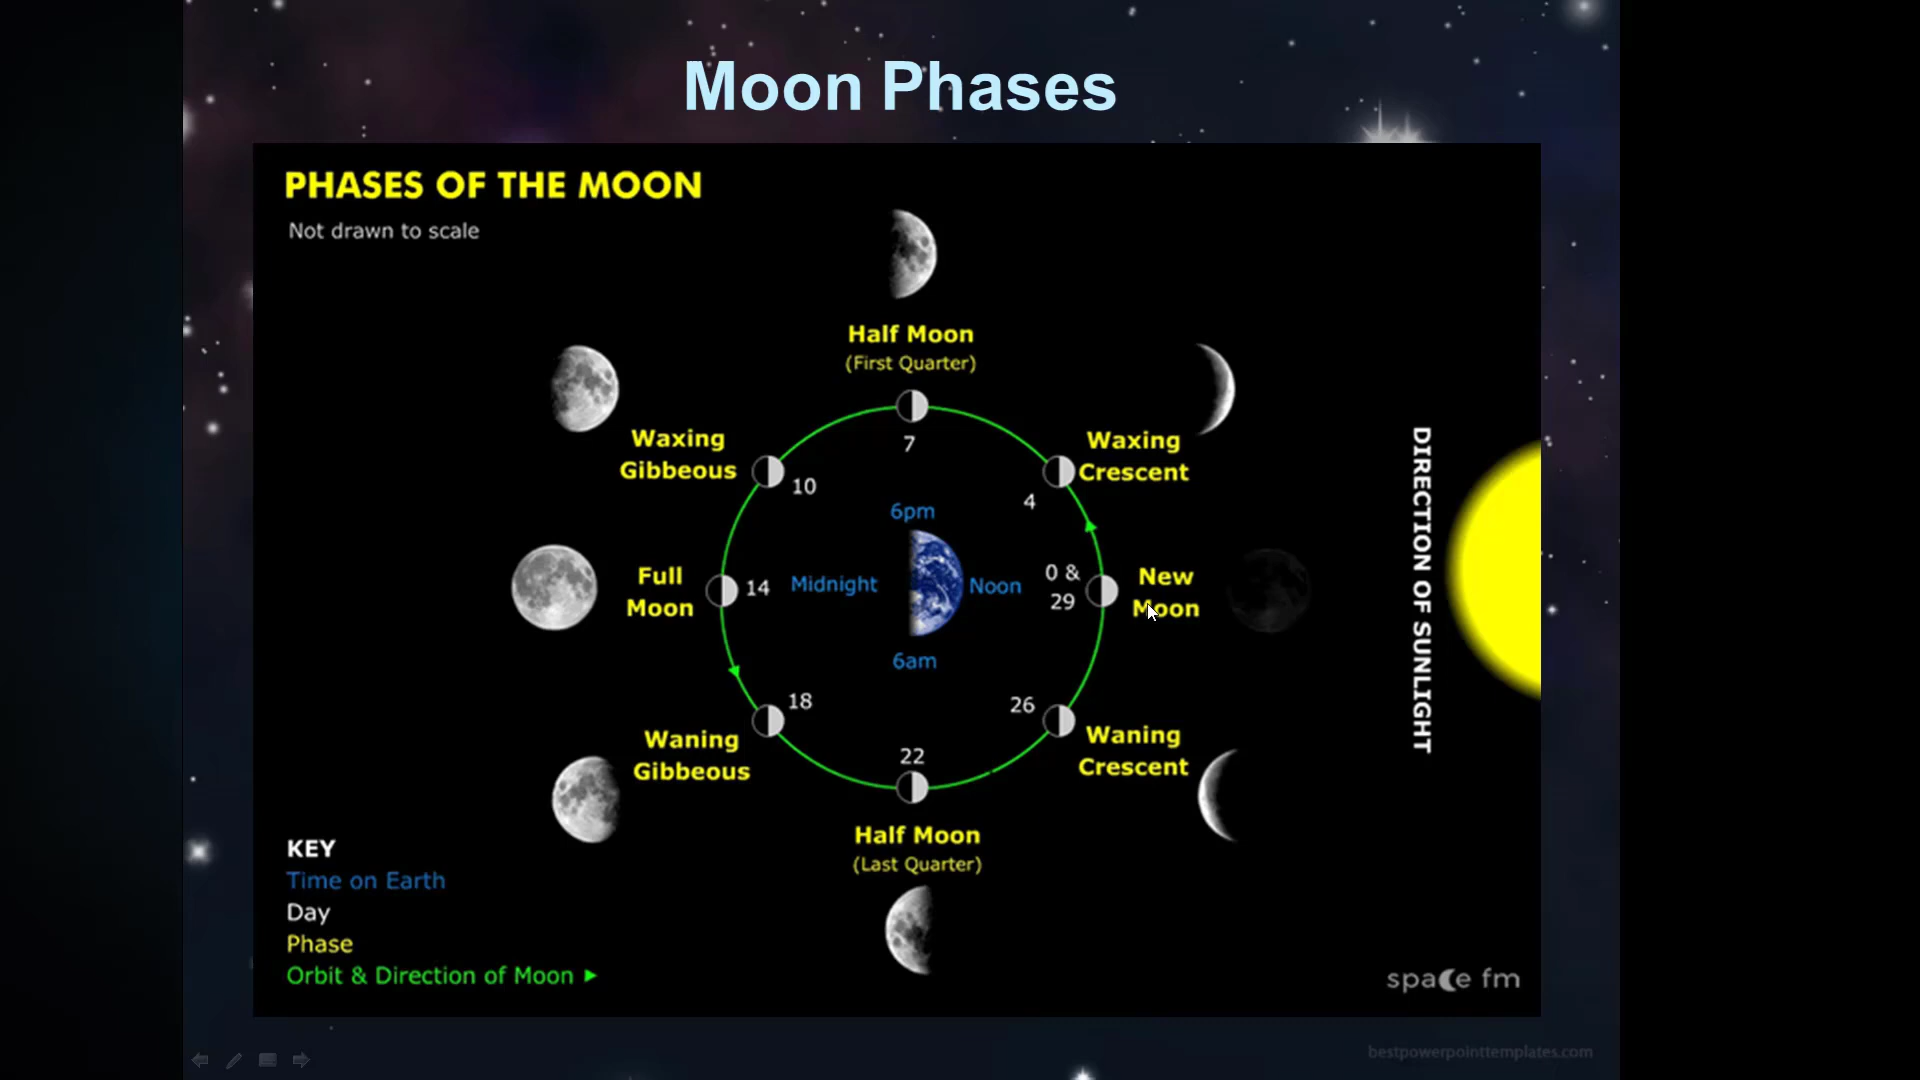 Moon Phases
PHASES OF THE MOON
Not drawn to scale
Half Moon
(First Quarter)
7
Waxing
Gibbeous
10
Waxing
Crescent
4
6pm
Full
Moon
14
Midnight
Noon
0 &
29
New
Moon
6am
DIRECTION OF SUNLIGHT
18
Waning
Gibbeous
26
Waning
Crescent
22
Half Moon
(Last Quarter)
KEY
Time on Earth
Day
Phase
Orbit & Direction of Moon
space fm
bestpowerpointtemplates.com